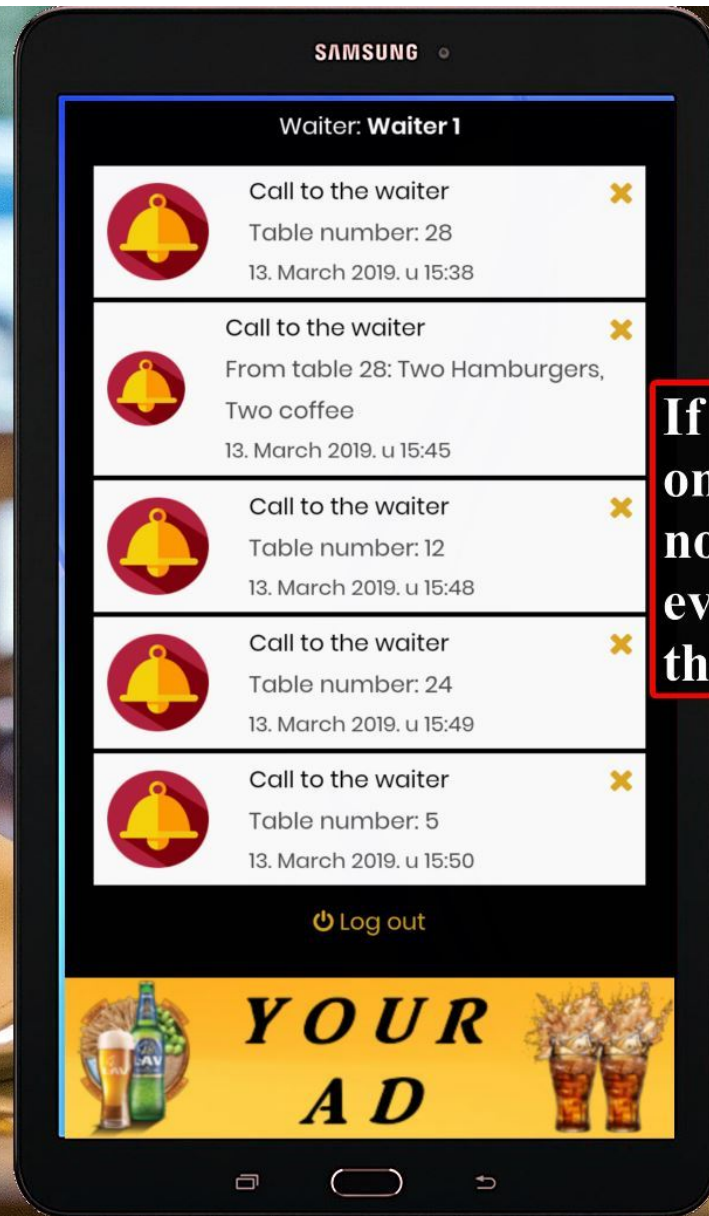 SAMSUNG
Waiter: Waiter 1
Call to the waiter
Table number: 28
13. March 2019. u 15:38
Call to the waiter
From table 28: Two Hamburgers,
Two coffee
13. March 2019. u 15:45
Call to the waiter
Table number: 12
13. March 2019. u 15:48
Call to the waiter
Table number: 24
13. March 2019. u 15:49
Call to the waiter
Table number: 5
13. March 2019. u 15:50
If
Log out
YOUR
AD
LAV